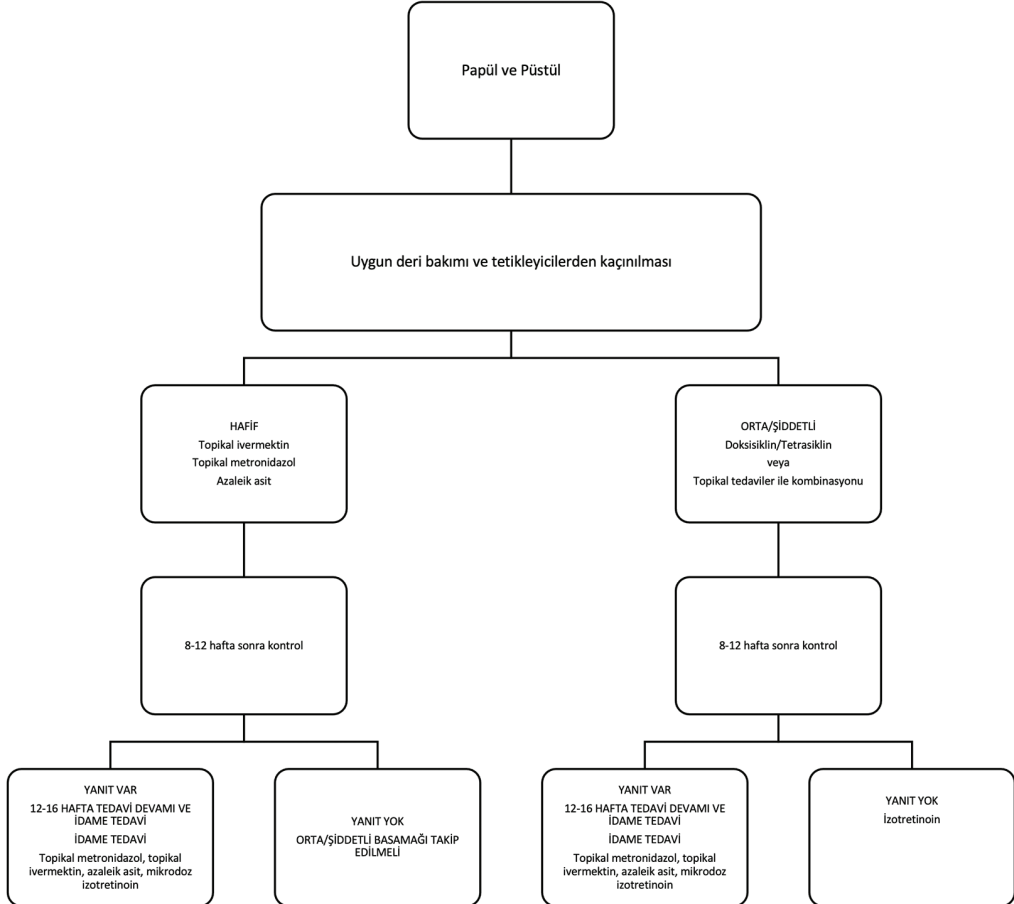 Papül ve Püstül
Uygun deri bakımı ve tetikleyicilerden kaçınılması
HAFİF
Topikal ivermektin
Topikal metronidazol
Azaleik asit
ORTA/ŞİDDETLİ
Doksisiklin/Tetrasiklin
veya
Topikal tedaviler ile kombinasyonu
8-12 hafta sonra kontrol
8-12 hafta sonra kontrol
YANIT VAR
12-16 HAFTA TEDAVİ DEVAMI VE
İDAME TEDAVİ
İDAME TEDAVİ
Topikal metronidazol, topikal
ivermektin, azaleik asit, mikrodoz
izotretinoin
YANIT YOK
ORTA/ŞİDDETLİ BASAMAĞI TAKİP
EDİLMELİ
YANIT VAR
12-16 HAFTA TEDAVİ DEVAMI VE
İDAME TEDAVİ
İDAME TEDAVİ
Topikal metronidazol, topikal
ivermektin, azaleik asit, mikrodoz
izotretinoin
YANIT YOK
İzotretinoin